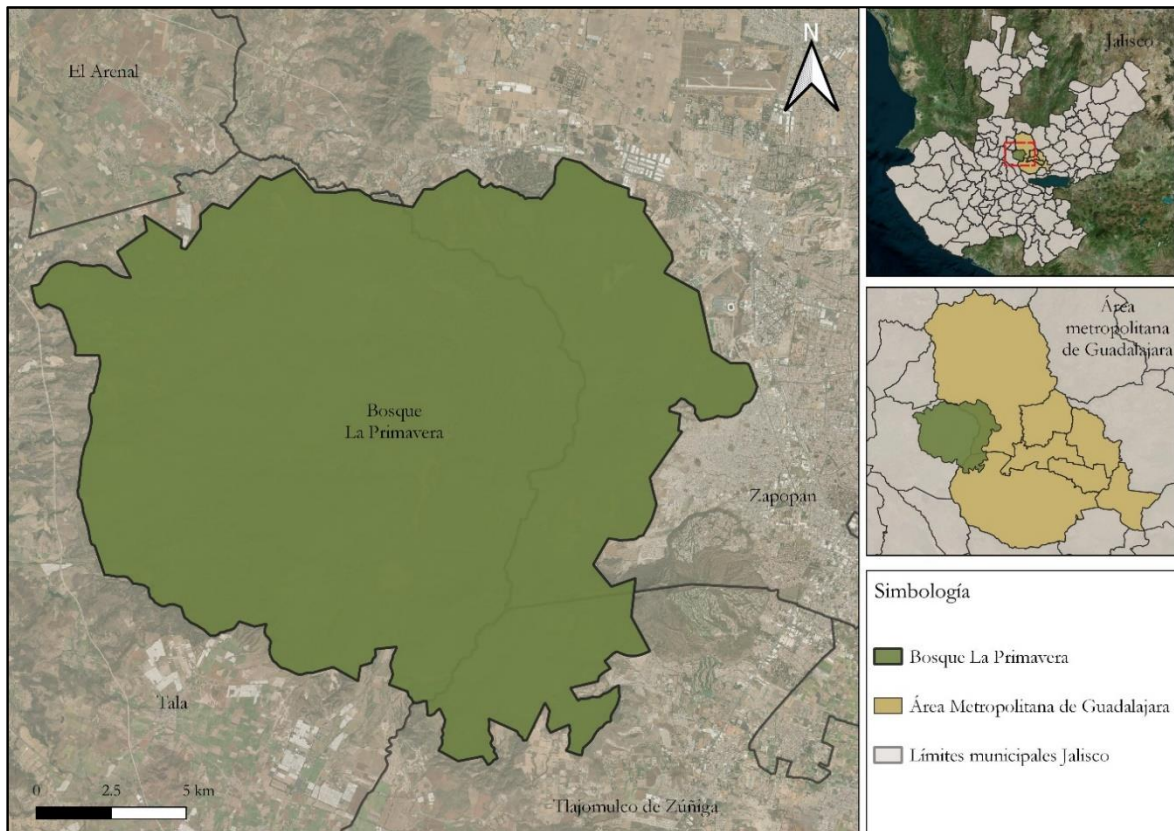 El Arenal
N
Bosque
La Primavera
Zapopan
Tala
Tlajomulco de Zúñiga
0
2.5
5 km
Jalisco
Área
metropolitana
de Guadalajara
Simbología
Bosque La Primavera
Área Metropolitana de Guadalajara
Límites municipales Jalisco